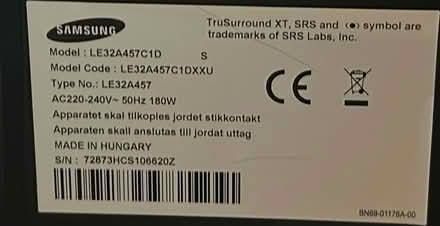 SAMSUNG
TruSurround XT, SRS and (●) symbol are
trademarks of SRS Labs, Inc.
Model : LE32A457C1D S
Model Code : LE32A457C1DXXU
Type No.: LE32A457
AC220-240V~ 50Hz 180W
Apparatet skal tilkoples jordet stikkontakt
Apparaten skall anslutas till jordat uttag
MADE IN HUNGARY
S/N : 72873HCS106620Z
CE
BN68-01176A-00